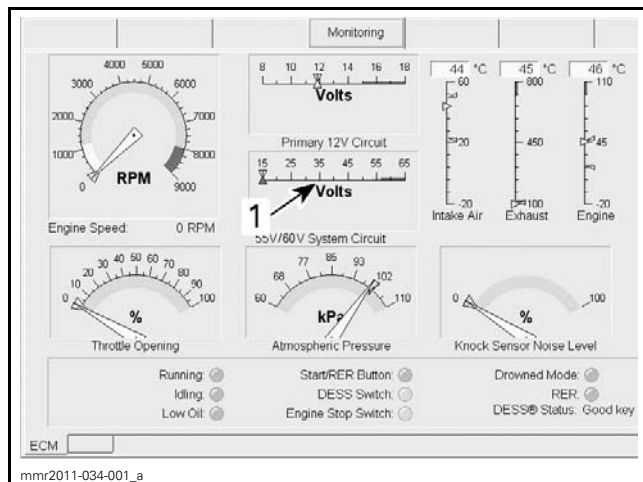 Monitoring
0 1000 2000 3000 4000 5000 6000 7000 8000 9000
RPM
Engine Speed: 0 RPM
8 10 12 14 16 18
Volts
Primary 12V Circuit
15 25 35 45 55 65
Volts
1
55V/60V System Circuit
44 °C
60
20
-20
Intake Air
45 °C
800
450
100
Exhaust
46 °C
110
45
-20
Engine
0 10 20 30 40 50 60 70 80 90 100
%
Throttle Opening
60 68 77 85 93 102 110
kPa
Atmospheric Pressure
0 100
%
Knock Sensor Noise Level
Running:
Idling:
Low Oil:
Start/RER Button:
DESS Switch:
Engine Stop Switch:
Drowned Mode:
RER:
DESS® Status: Good key
ECM
mmr2011-034-001_a